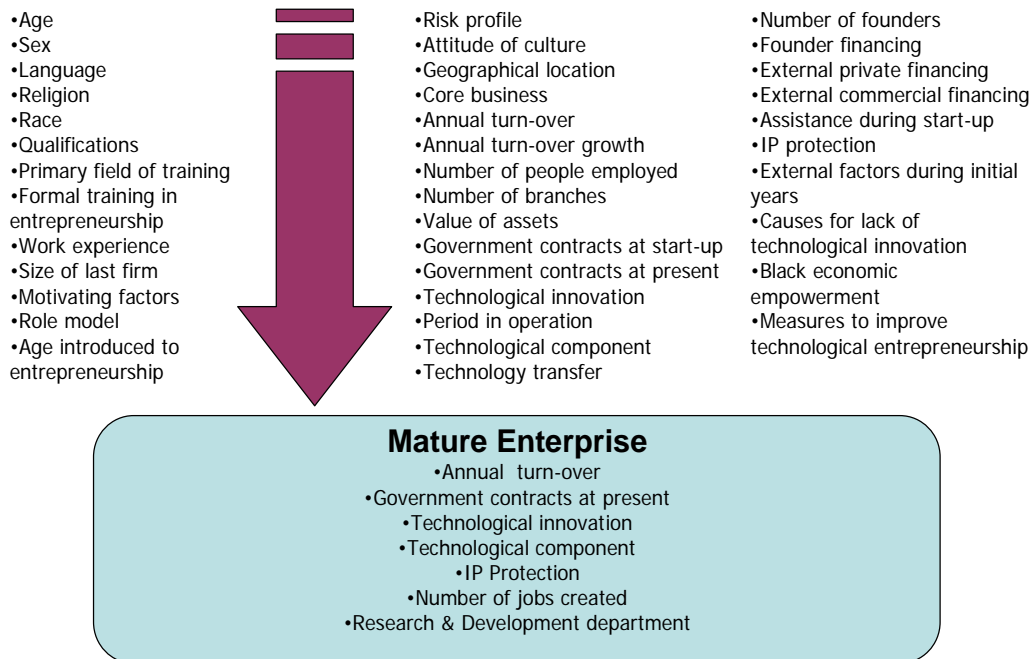 •Age
•Sex
•Language
•Religion
•Race
•Qualifications
•Primary field of training
•Formal training in
entrepreneurship
•Work experience
•Size of last firm
•Motivating factors
•Role model
•Age introduced to
entrepreneurship
•Risk profile
•Attitude of culture
•Geographical location
•Core business
•Annual turn-over
•Annual turn-over growth
•Number of people employed
•Number of branches
•Value of assets
•Government contracts at start-up
•Government contracts at present
•Technological innovation
•Period in operation
•Technological component
•Technology transfer
•Number of founders
•Founder financing
•External private financing
•External commercial financing
•Assistance during start-up
•IP protection
•External factors during initial
years
•Causes for lack of
technological innovation
•Black economic
empowerment
•Measures to improve
technological entrepreneurship
Mature Enterprise
•Annual turn-over
•Government contracts at present
•Technological innovation
•Technological component
•IP Protection
•Number of jobs created
•Research & Development department